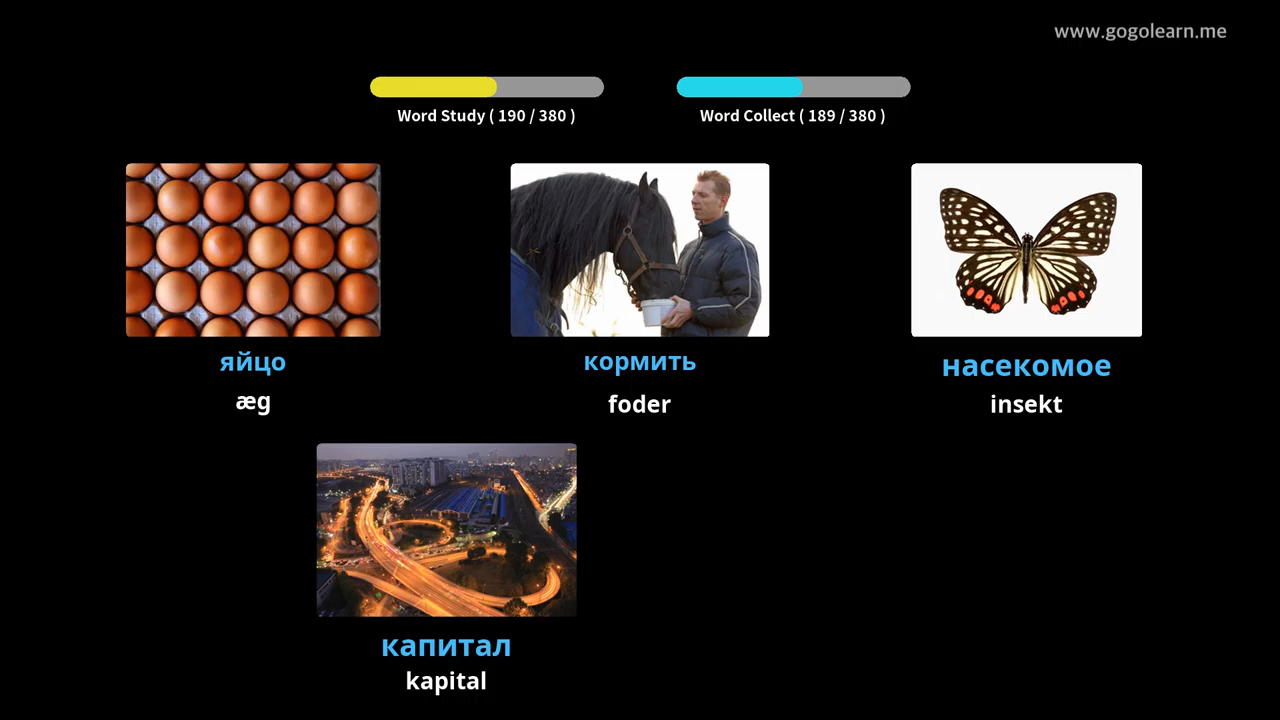 www.gogolearn.me
Word Study ( 190 / 380 )
Word Collect ( 189 / 380 )
яйцо
æg
кормить
foder
насекомое
insekt
капитал
kapital